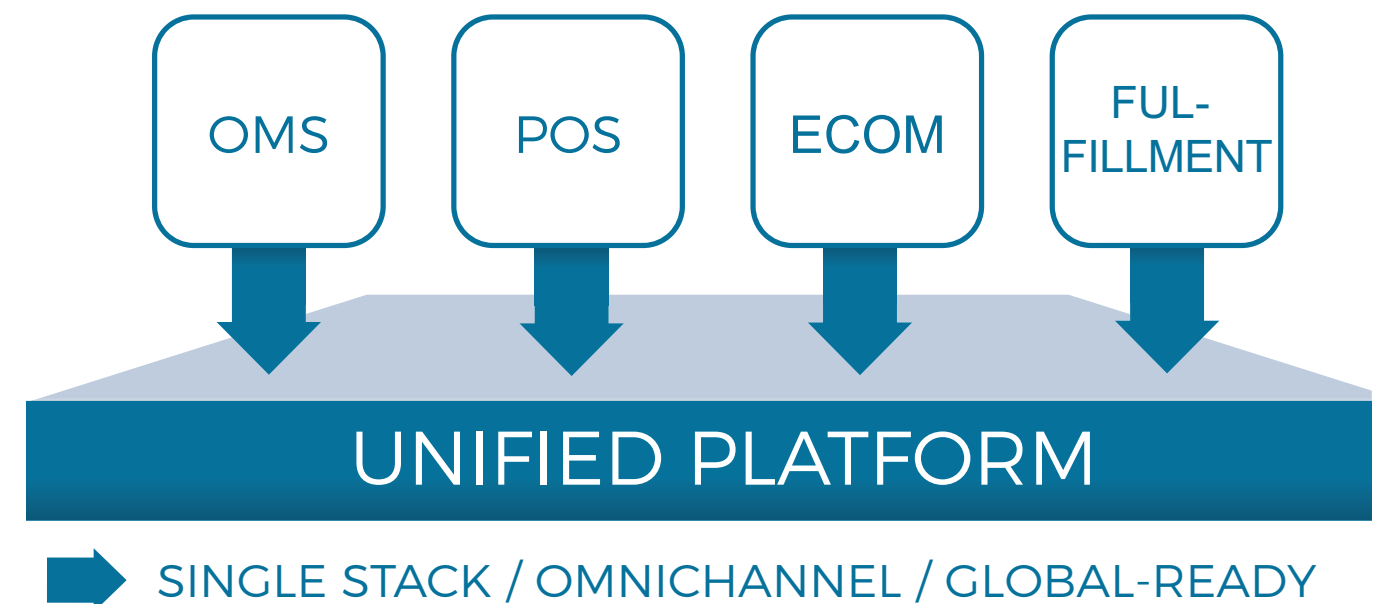 OMS
POS
ECOM
FUL-
FILLMENT
UNIFIED PLATFORM
SINGLE STACK / OMNICHANNEL / GLOBAL-READY